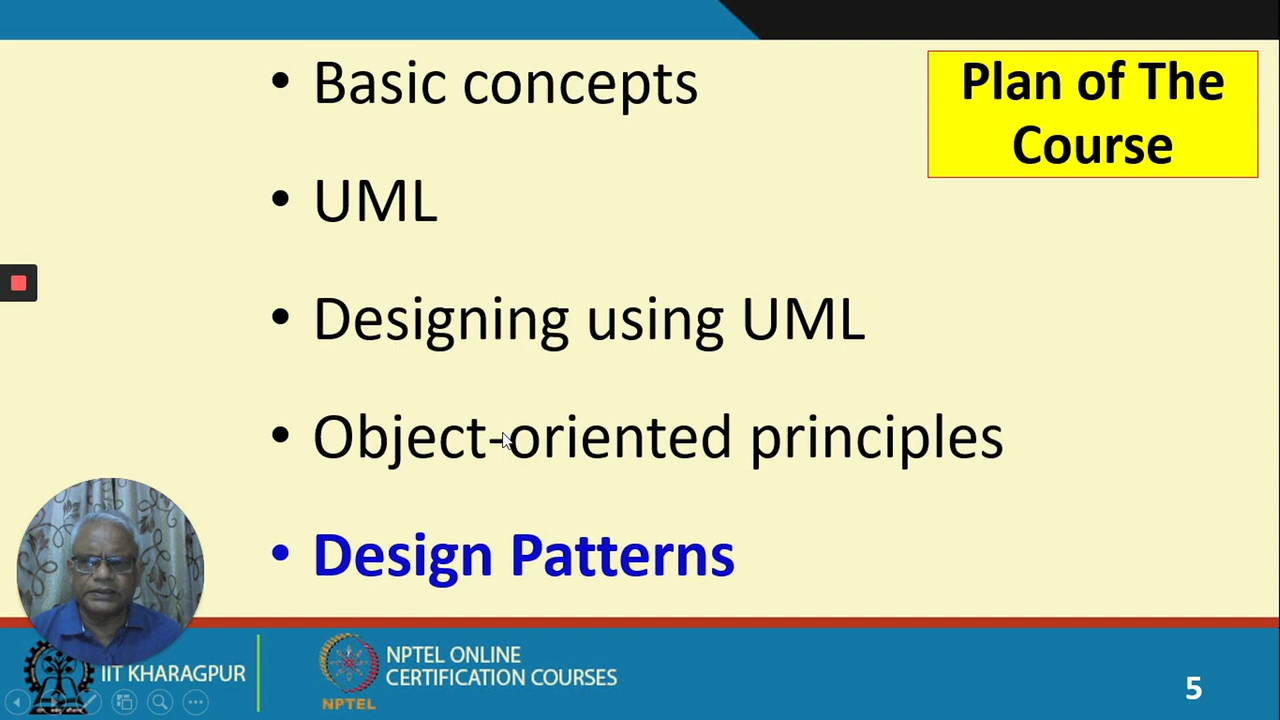 • Basic concepts
Plan of The
Course
• UML
• Designing using UML
• Object-oriented principles
• Design Patterns
IIT KHARAGPUR
NPTEL ONLINE
CERTIFICATION COURSES
NPTEL
5